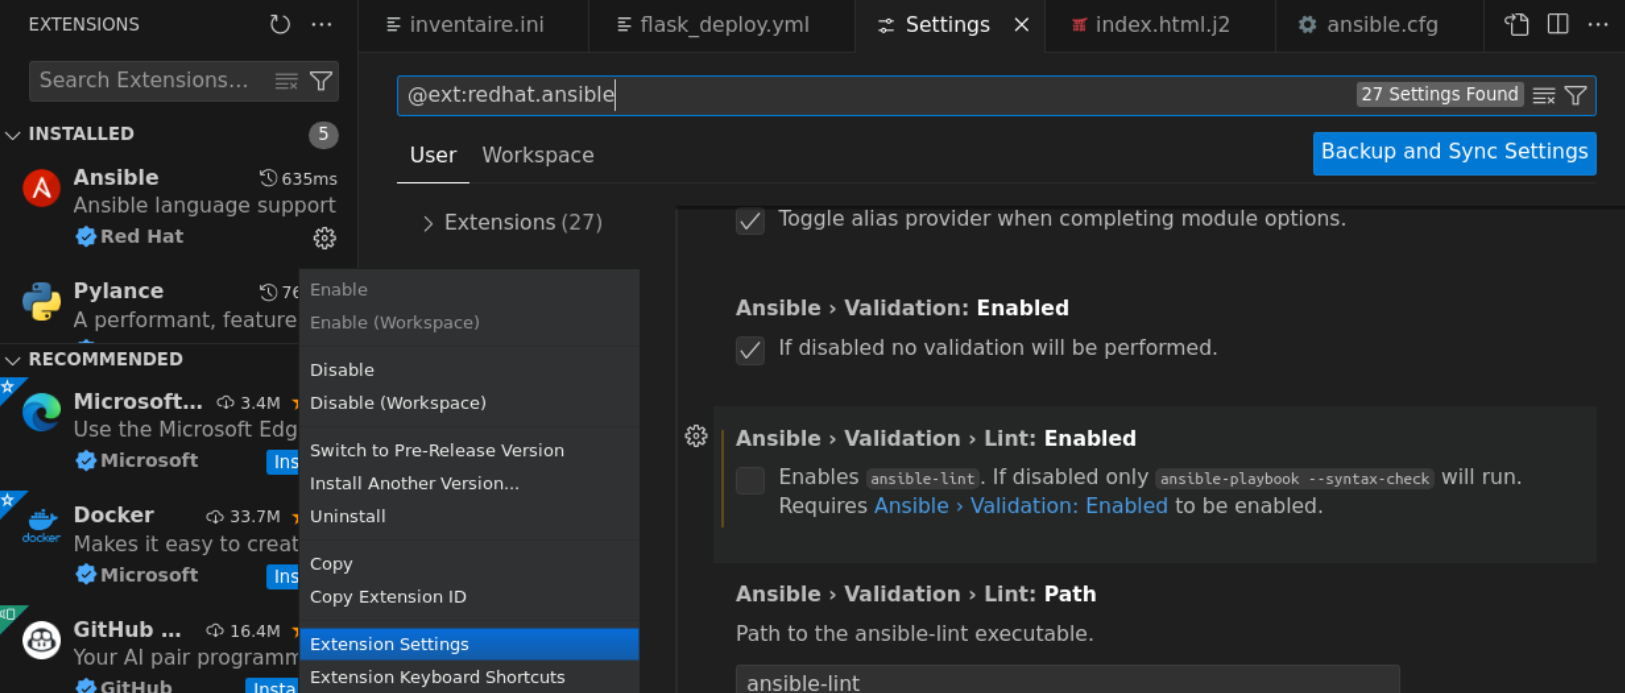 EXTENSIONS
Search Extensions...
INSTALLED
5
Ansible
635ms
Ansible language support
Red Hat
Pylance
76
A performant, feature
RECOMMENDED
Microsoft...
3.4M
Use the Microsoft Edg
Microsoft
Ins
Docker
33.7M
docker
Makes it easy to creat
Microsoft
Ins
GitHub ...
16.4M
Your AI pair programm
GitHub
Insta
Enable
Enable (Workspace)
Disable
Disable (Workspace)
Switch to Pre-Release Version
Install Another Version...
Uninstall
Copy
Copy Extension ID
Extension Settings
Extension Keyboard Shortcuts
inventaire.ini
flask_deploy.yml
Settings
index.html.j2
ansible.cfg
@ext:redhat.ansible
27 Settings Found
User
Workspace
Backup and Sync Settings
Extensions (27)
Toggle alias provider when completing module options.
Ansible › Validation: Enabled
If disabled no validation will be performed.
Ansible › Validation › Lint: Enabled
Enables ansible-lint. If disabled only ansible-playbook --syntax-check will run.
Requires Ansible › Validation: Enabled to be enabled.
Ansible › Validation › Lint: Path
Path to the ansible-lint executable.
ansible-lint